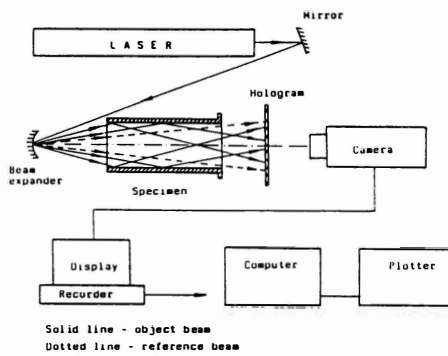 Mirror
LASER
Hologram
Camera
Beam
expander
Specimen
Display
Recorder
Computer
Plotter
Solid line - object beam
Dotted line - reference beam